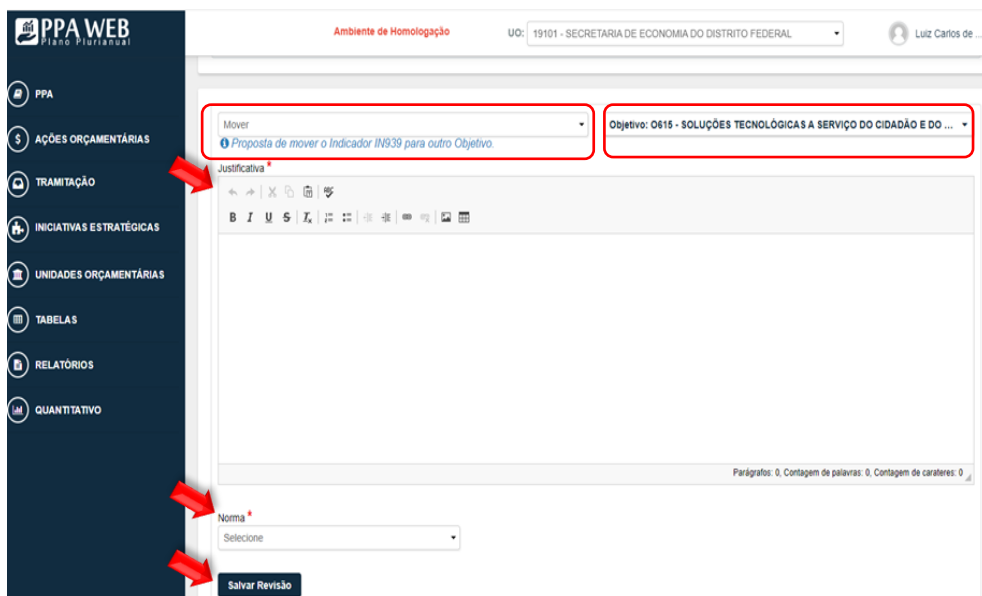 PPA WEB
Plano Plurianual
Ambiente de Homologação
UO:
19101 - SECRETARIA DE ECONOMIA DO DISTRITO FEDERAL
Luiz Carlos de ...
PPA
AÇÕES ORÇAMENTÁRIAS
TRAMITAÇÃO
INICIATIVAS ESTRATÉGICAS
UNIDADES ORÇAMENTÁRIAS
TABELAS
RELATÓRIOS
QUANTITATIVO
Mover
Objetivo: O615 - SOLUÇÕES TECNOLÓGICAS A SERVIÇO DO CIDADÃO E DO ...
Proposta de mover o Indicador IN939 para outro Objetivo.
Justificativa *
B I U S Ix
Parágrafos: 0, Contagem de palavras: 0, Contagem de carateres: 0
Norma *
Selecione
Salvar Revisão